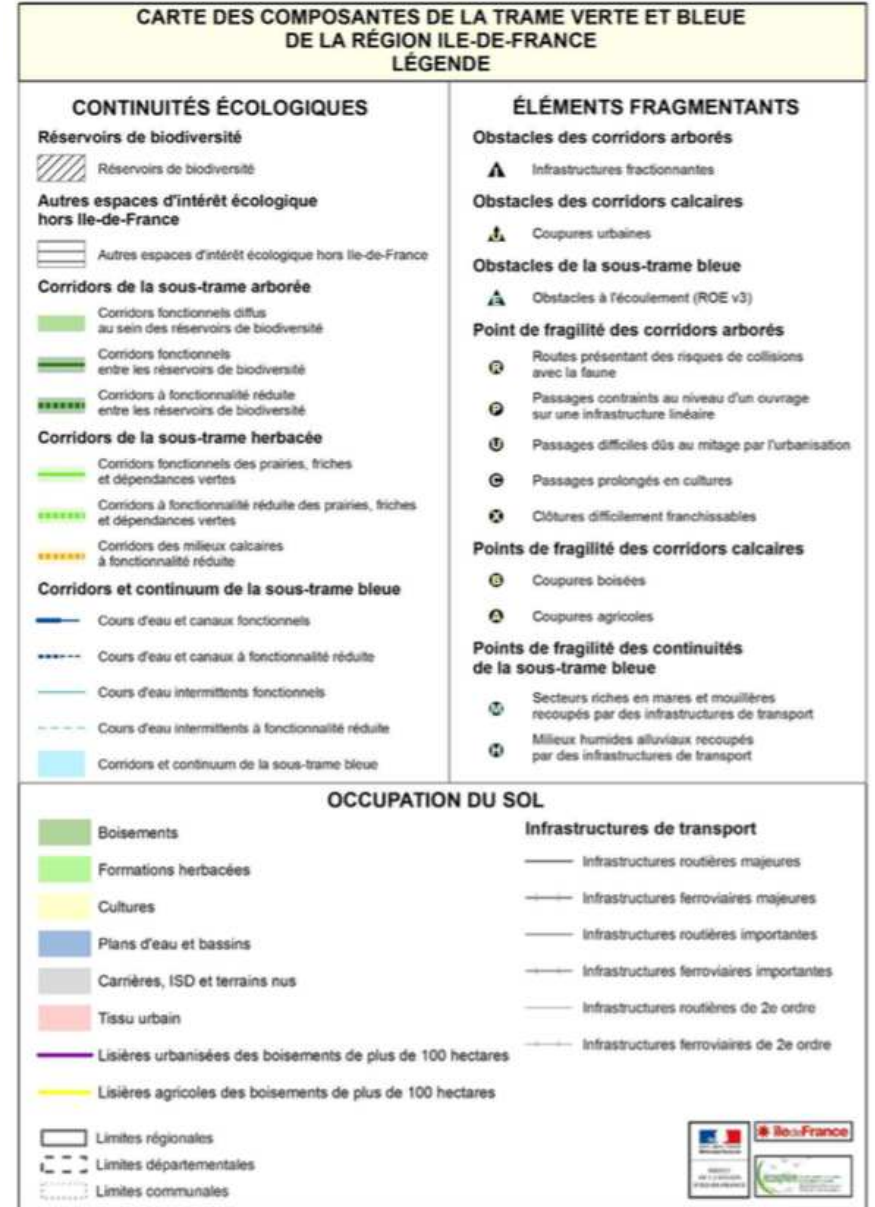 CARTE DES COMPOSANTES DE LA TRAME VERTE ET BLEUE
DE LA RÉGION ILE-DE-FRANCE
LÉGENDE
CONTINUITÉS ÉCOLOGIQUES
Réservoirs de biodiversité
Réservoirs de biodiversité
Autres espaces d'intérêt écologique
hors Ile-de-France
Autres espaces d'intérêt écologique hors Ile-de-France
Corridors de la sous-trame arborée
Corridors fonctionnels diffus
au sein des réservoirs de biodiversité
Corridors fonctionnels
entre les réservoirs de biodiversité
Corridors à fonctionnalité réduite
entre les réservoirs de biodiversité
Corridors de la sous-trame herbacée
Corridors fonctionnels des prairies, friches
et dépendances vertes
Corridors à fonctionnalité réduite des prairies, friches
et dépendances vertes
Corridors des milieux calcaires
à fonctionnalité réduite
Corridors et continuum de la sous-trame bleue
Cours d'eau et canaux fonctionnels
Cours d'eau et canaux à fonctionnalité réduite
Cours d'eau intermittents fonctionnels
Cours d'eau intermittents à fonctionnalité réduite
Corridors et continuum de la sous-trame bleue
ÉLÉMENTS FRAGMENTANTS
Obstacles des corridors arborés
Infrastructures fractionnantes
Obstacles des corridors calcaires
Coupures urbaines
Obstacles de la sous-trame bleue
E Obstacles à l'écoulement (ROE v3)
Point de fragilité des corridors arborés
R Routes présentant des risques de collisions
avec la faune
P Passages contraints au niveau d'un ouvrage
sur une infrastructure linéaire
U Passages difficiles dûs au mitage par l'urbanisation
C Passages prolongés en cultures
X Clôtures difficilement franchissables
Points de fragilité des corridors calcaires
B Coupures boisées
A Coupures agricoles
Points de fragilité des continuités
de la sous-trame bleue
M Secteurs riches en mares et mouillères
recoupés par des infrastructures de transport
H Milieux humides alluviaux recoupés
par des infrastructures de transport
OCCUPATION DU SOL
Boisements
Formations herbacées
Cultures
Plans d'eau et bassins
Carrières, ISD et terrains nus
Tissu urbain
Lisières urbanisées des boisements de plus de 100 hectares
Lisières agricoles des boisements de plus de 100 hectares
Limites régionales
Limites départementales
Limites communales
Infrastructures de transport
Infrastructures routières majeures
Infrastructures ferroviaires majeures
Infrastructures routières importantes
Infrastructures ferroviaires importantes
Infrastructures routières de 2e ordre
Infrastructures ferroviaires de 2e ordre
île de France